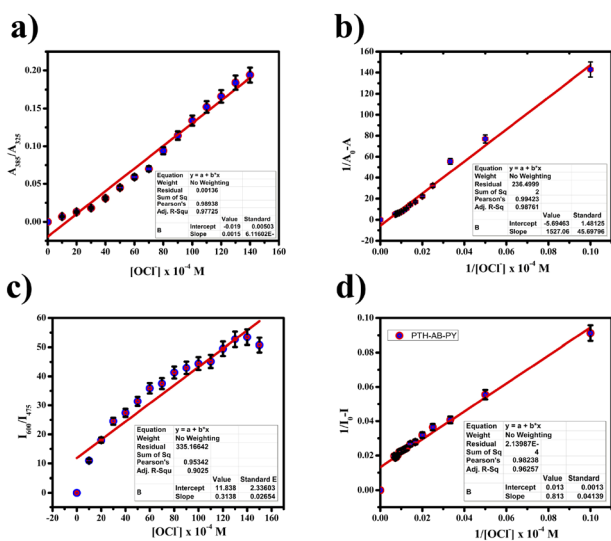 a)
A385/A325
0.20
0.15
0.10
0.05
0.00
0 20 40 60 80 100 120 140 160
[OCl⁻] x 10⁻⁴ M
Equation y = a + b*x
Weight No Weighting
Residual 0.00136
Sum of Sq
Pearson's 0.98938
Adj. R-Squ 0.97725
Value Standard
B Intercept -0.019 0.00503
Slope 0.0015 6.11602E-
b)
1/A₀-A
160
140
120
100
80
60
40
20
0
-20
0.00 0.02 0.04 0.06 0.08 0.10
1/[OCl⁻] x 10⁻⁴ M
Equation y = a + b*x
Weight No Weighting
Residual 236.4999
Sum of Sq 2
Pearson's 0.99423
Adj. R-Sq 0.98761
Value Standard
B Intercept -5.69463 1.48125
Slope 1527.06 45.69796
c)
I600/I475
60
50
40
30
20
10
0
-20 0 20 40 60 80 100 120 140 160
[OCl⁻] x 10⁻⁴ M
Equation y = a + b*x
Weight No Weighting
Residual 335.16642
Sum of Sq
Pearson's 0.95342
Adj. R-Squ 0.9025
Value Standard E
B Intercept 11.838 2.33603
Slope 0.3138 0.02654
d)
1/I₀-I
0.10
0.08
0.06
0.04
0.02
0.00
0.00 0.02 0.04 0.06 0.08 0.10
1/[OCl⁻] x 10⁻⁴ M
PTH-AB-PY
Equation y = a + b*x
Weight No Weighting
Residual 2.13987E-
Sum of Sq 4
Pearson's 0.98238
Adj. R-Sq 0.96257
Value Standard
B Intercept 0.013 0.0013
Slope 0.813 0.04139